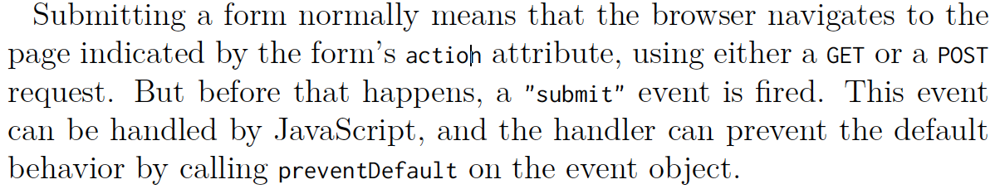 Submitting a form normally means that the browser navigates to the
page indicated by the form’s action attribute, using either a GET or a POST
request. But before that happens, a "submit" event is fired. This event
can be handled by JavaScript, and the handler can prevent the default
behavior by calling preventDefault on the event object.